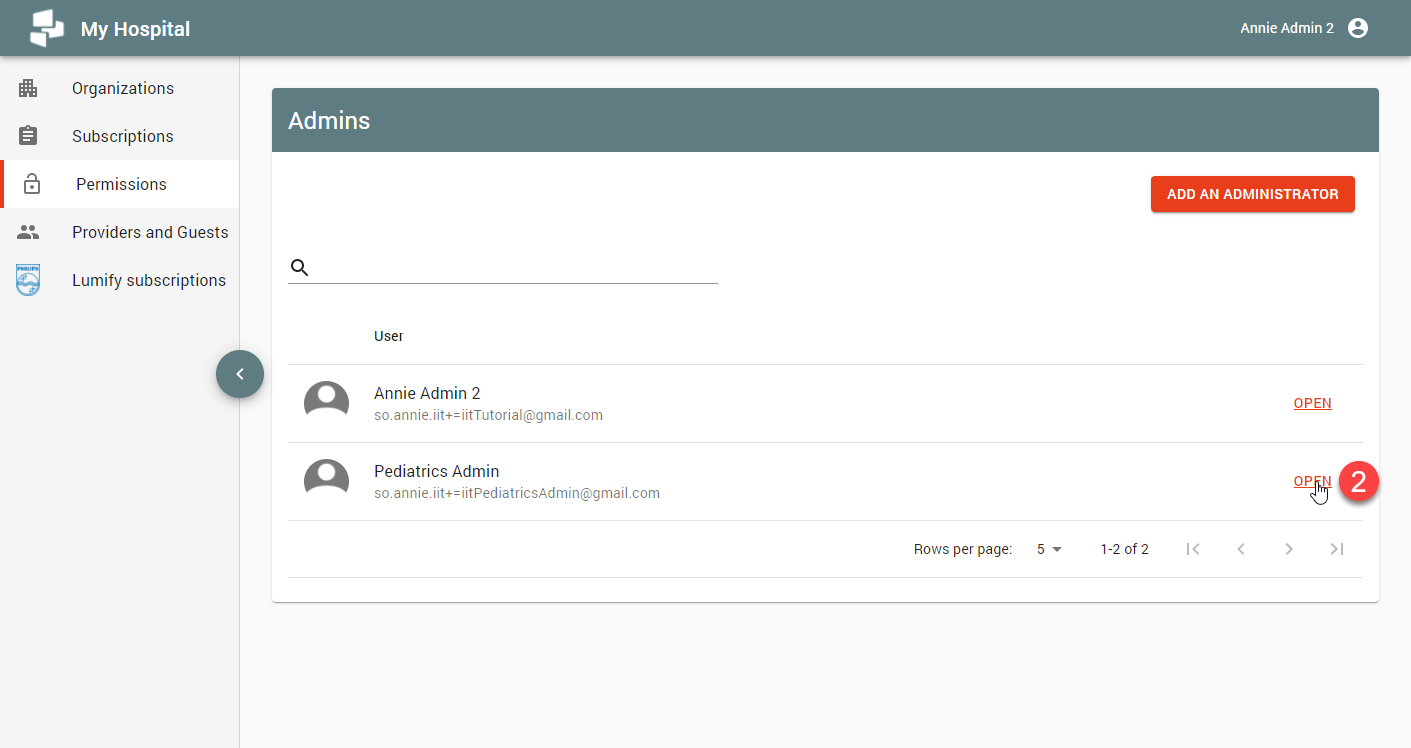 My Hospital
Annie Admin 2
Organizations
Subscriptions
Permissions
Providers and Guests
PHILIPS
Lumify subscriptions
Admins
ADD AN ADMINISTRATOR
User
Annie Admin 2
so.annie.iit+=iitTutorial@gmail.com
OPEN
Pediatrics Admin
so.annie.iit+=iitPediatricsAdmin@gmail.com
OPEN
2
Rows per page: 5 1-2 of 2